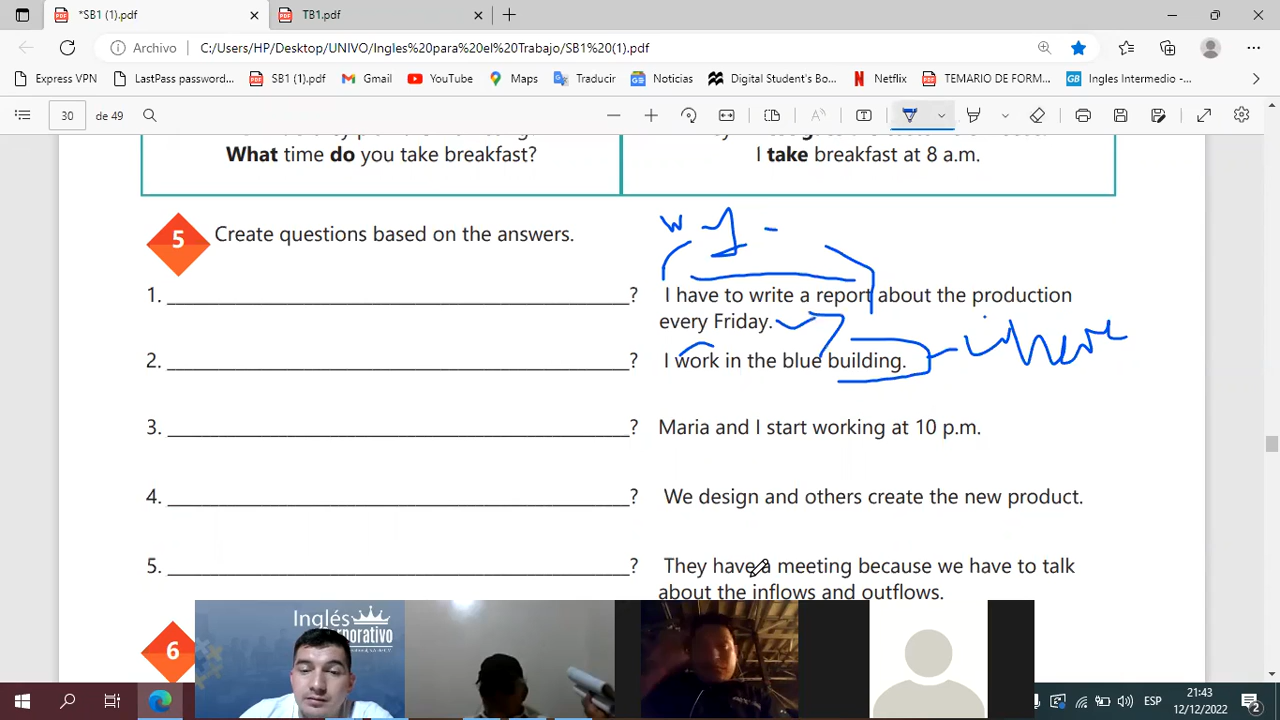 *SB1 (1).pdf
TB1.pdf
Archivo
C:/Users/HP/Desktop/UNIVO/Ingles%20para%20el%20Trabajo/SB1%20(1).pdf
Express VPN
LastPass password...
SB1 (1).pdf
Gmail
YouTube
Maps
Traducir
Noticias
Digital Student's Bo...
Netflix
TEMARIO DE FORM...
Ingles Intermedio -...
30 de 49
What time do you take breakfast?
I take breakfast at 8 a.m.
5 Create questions based on the answers.
w
1. ? I have to write a report about the production
every Friday.
2. ? I work in the blue building.
where
3. ? Maria and I start working at 10 p.m.
4. ? We design and others create the new product.
5. ? They have a meeting because we have to talk
about the inflows and outflows.
6
Inglés
ESP
21:43
12/12/2022
2